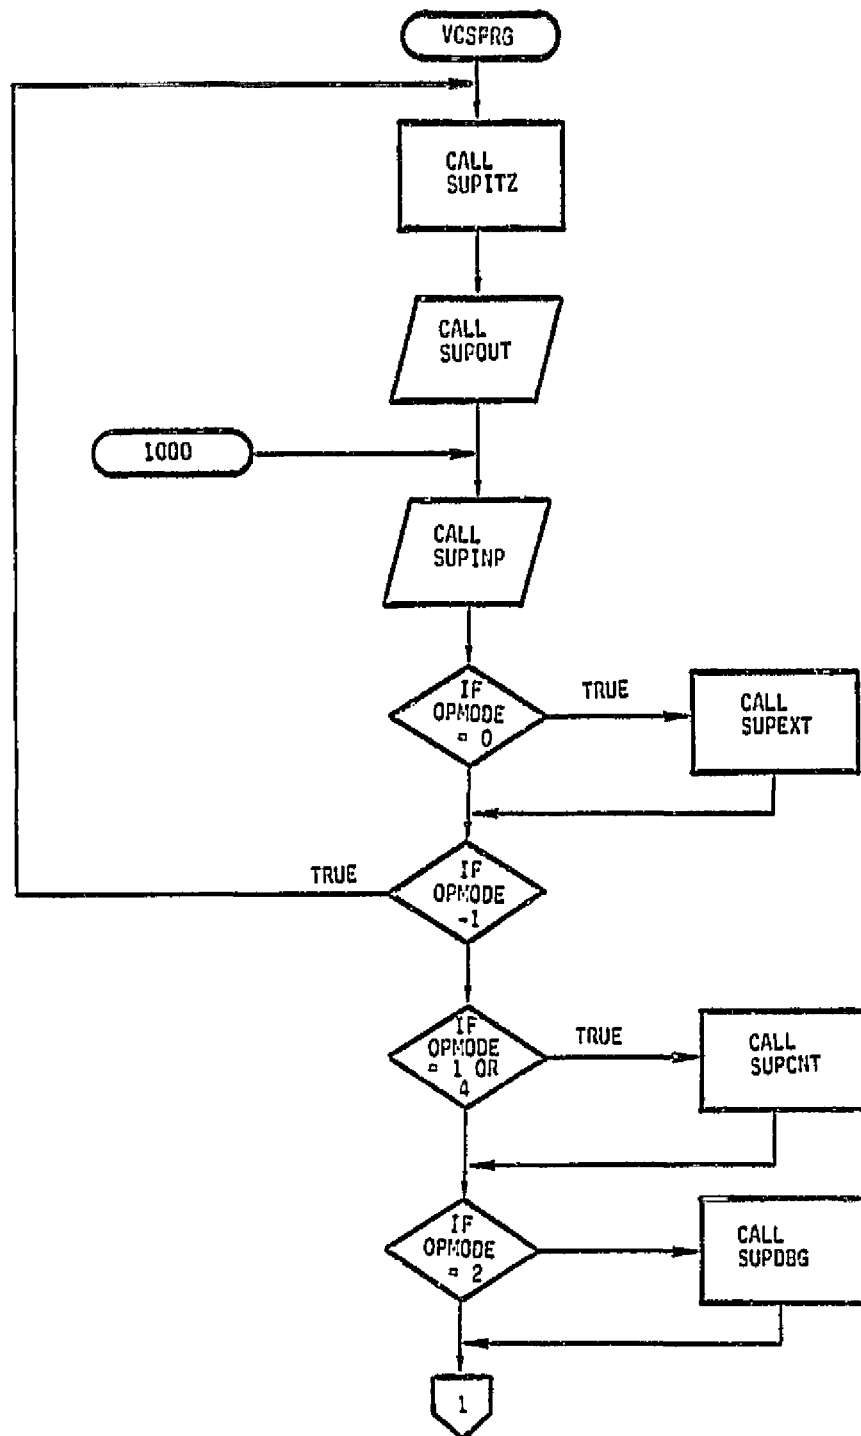 VCSPRG
CALL
SUPITZ
CALL
SUPOUT
1000
CALL
SUPINP
IF
OPMODE
= 0
TRUE
CALL
SUPEXT
TRUE
IF
OPMODE
-1
IF
OPMODE
= 1 OR
4
TRUE
CALL
SUPCNT
IF
OPMODE
= 2
CALL
SUPDBG
1